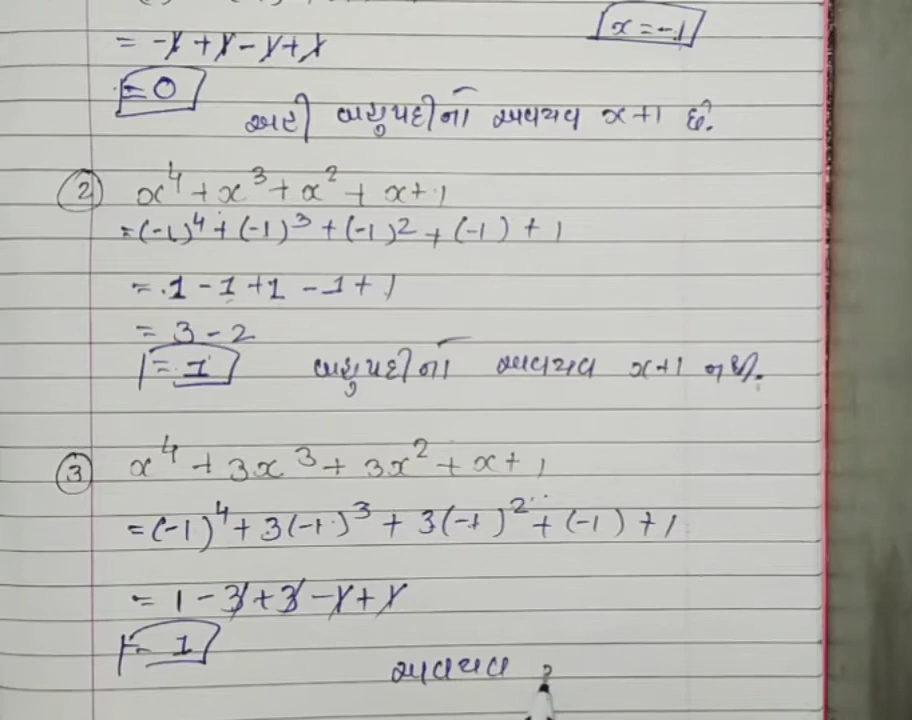 x = -1
= -1 + 1 - 1 + 1
= 0
અહી બહુપદીનો અવયવ x+1 છે.
② x⁴ + x³ + x² + x + 1
= (-1)⁴ + (-1)³ + (-1)² + (-1) + 1
= 1 - 1 + 1 - 1 + 1
= 3 - 2
= 1 બહુપદીનો અવયવ x+1 નથી.
③ x⁴ + 3x³ + 3x² + x + 1
= (-1)⁴ + 3(-1)³ + 3(-1)² + (-1) + 1
= 1 - 3 + 3 - 1 + 1
= 1
અવયવ